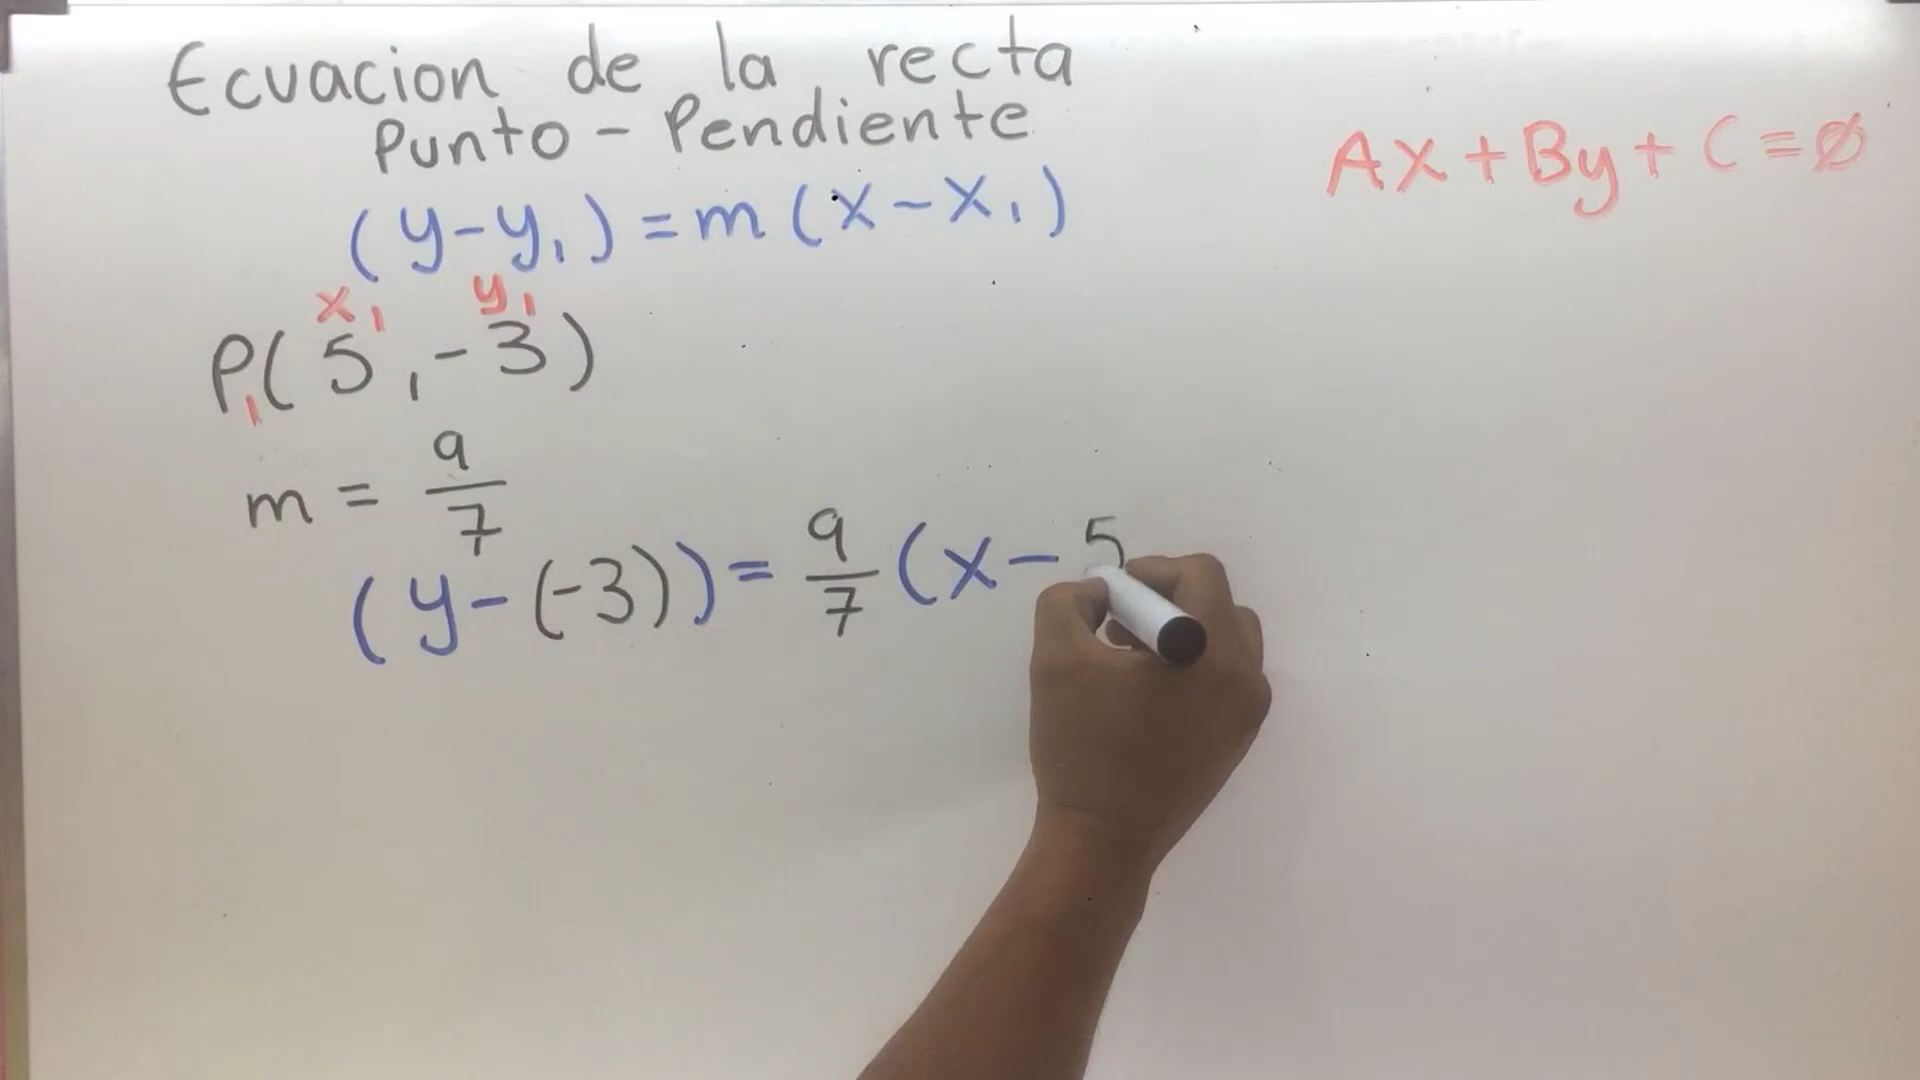 Ecuacion de la recta
Punto - Pendiente
Ax + By + C = ∅
(y - y₁) = m (x - x₁)
x₁ y₁
P₁( 5 , - 3 )
m = 9/7
( y - (-3) ) = 9/7 ( x - 5